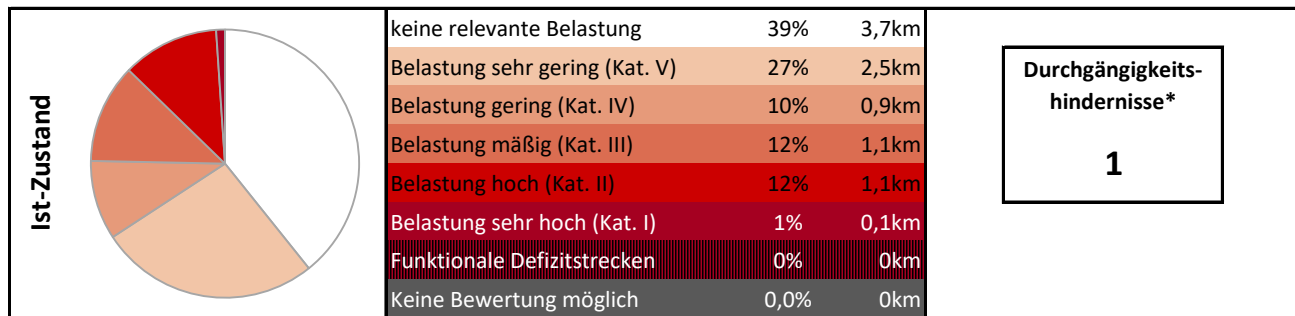 Ist-Zustand
keine relevante Belastung 39% 3,7km
Belastung sehr gering (Kat. V) 27% 2,5km
Belastung gering (Kat. IV) 10% 0,9km
Belastung mäßig (Kat. III) 12% 1,1km
Belastung hoch (Kat. II) 12% 1,1km
Belastung sehr hoch (Kat. I) 1% 0,1km
Funktionale Defizitstrecken 0% 0km
Keine Bewertung möglich 0,0% 0km
Durchgängigkeits-
hindernisse*
1